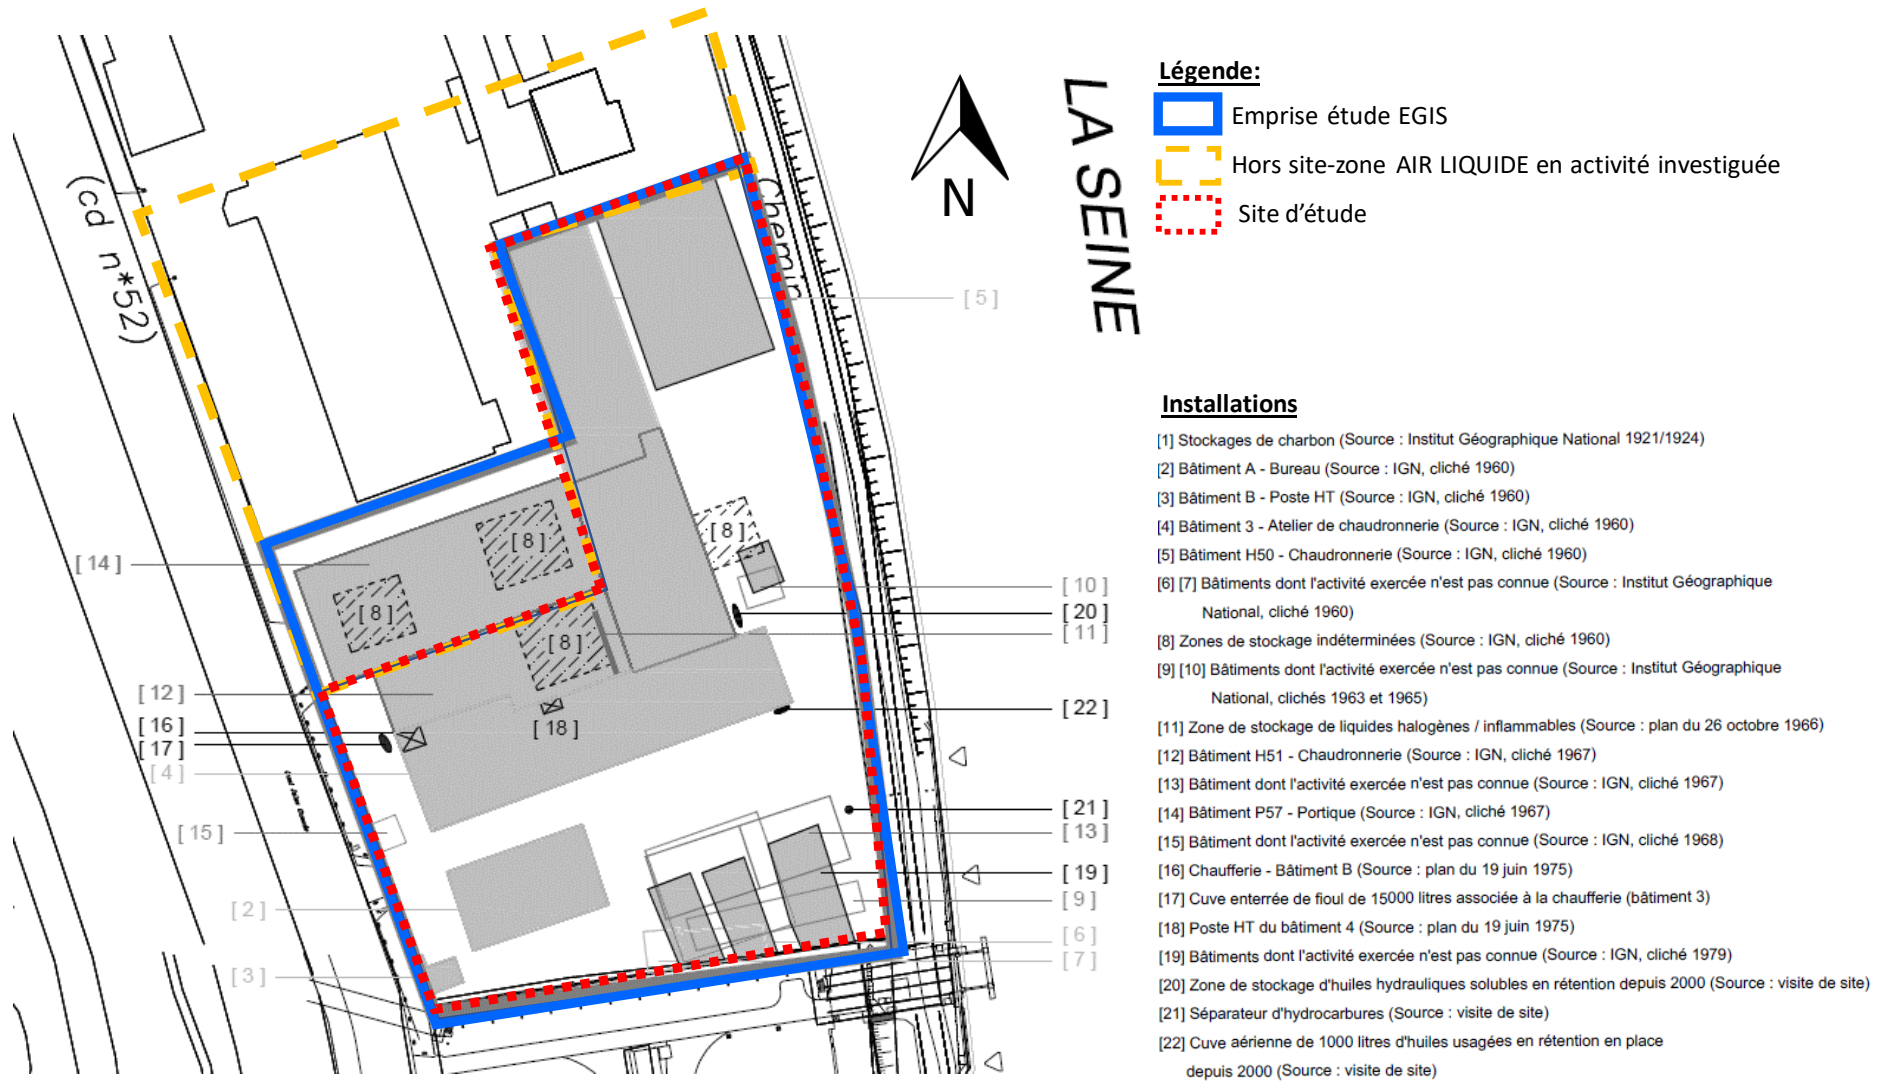 (cd n*52)
Chemin
LA SEINE
N
Légende:
Emprise étude EGIS
Hors site-zone AIR LIQUIDE en activité investiguée
Site d'étude
[ 5 ]
[ 8 ]
[ 8 ]
[ 14 ]
[ 8 ]
[ 10 ]
[ 20 ]
[ 11 ]
[ 8 ]
[ 12 ]
[ 16 ]
[ 18 ]
[ 22 ]
[ 17 ]
[ 4 ]
[ 21 ]
[ 15 ]
[ 13 ]
[ 19 ]
[ 2 ]
[ 9 ]
[ 6 ]
[ 7 ]
[ 3 ]
Installations
[1] Stockages de charbon (Source : Institut Géographique National 1921/1924)
[2] Bâtiment A - Bureau (Source : IGN, cliché 1960)
[3] Bâtiment B - Poste HT (Source : IGN, cliché 1960)
[4] Bâtiment 3 - Atelier de chaudronnerie (Source : IGN, cliché 1960)
[5] Bâtiment H50 - Chaudronnerie (Source : IGN, cliché 1960)
[6] [7] Bâtiments dont l'activité exercée n'est pas connue (Source : Institut Géographique
National, cliché 1960)
[8] Zones de stockage indéterminées (Source : IGN, cliché 1960)
[9] [10] Bâtiments dont l'activité exercée n'est pas connue (Source : Institut Géographique
National, clichés 1963 et 1965)
[11] Zone de stockage de liquides halogènes / inflammables (Source : plan du 26 octobre 1966)
[12] Bâtiment H51 - Chaudronnerie (Source : IGN, cliché 1967)
[13] Bâtiment dont l'activité exercée n'est pas connue (Source : IGN, cliché 1967)
[14] Bâtiment P57 - Portique (Source : IGN, cliché 1967)
[15] Bâtiment dont l'activité exercée n'est pas connue (Source : IGN, cliché 1968)
[16] Chaufferie - Bâtiment B (Source : plan du 19 juin 1975)
[17] Cuve enterrée de fioul de 15000 litres associée à la chaufferie (bâtiment 3)
[18] Poste HT du bâtiment 4 (Source : plan du 19 juin 1975)
[19] Bâtiments dont l'activité exercée n'est pas connue (Source : IGN, cliché 1979)
[20] Zone de stockage d'huiles hydrauliques solubles en rétention depuis 2000 (Source : visite de site)
[21] Séparateur d'hydrocarbures (Source : visite de site)
[22] Cuve aérienne de 1000 litres d'huiles usagées en rétention en place
depuis 2000 (Source : visite de site)